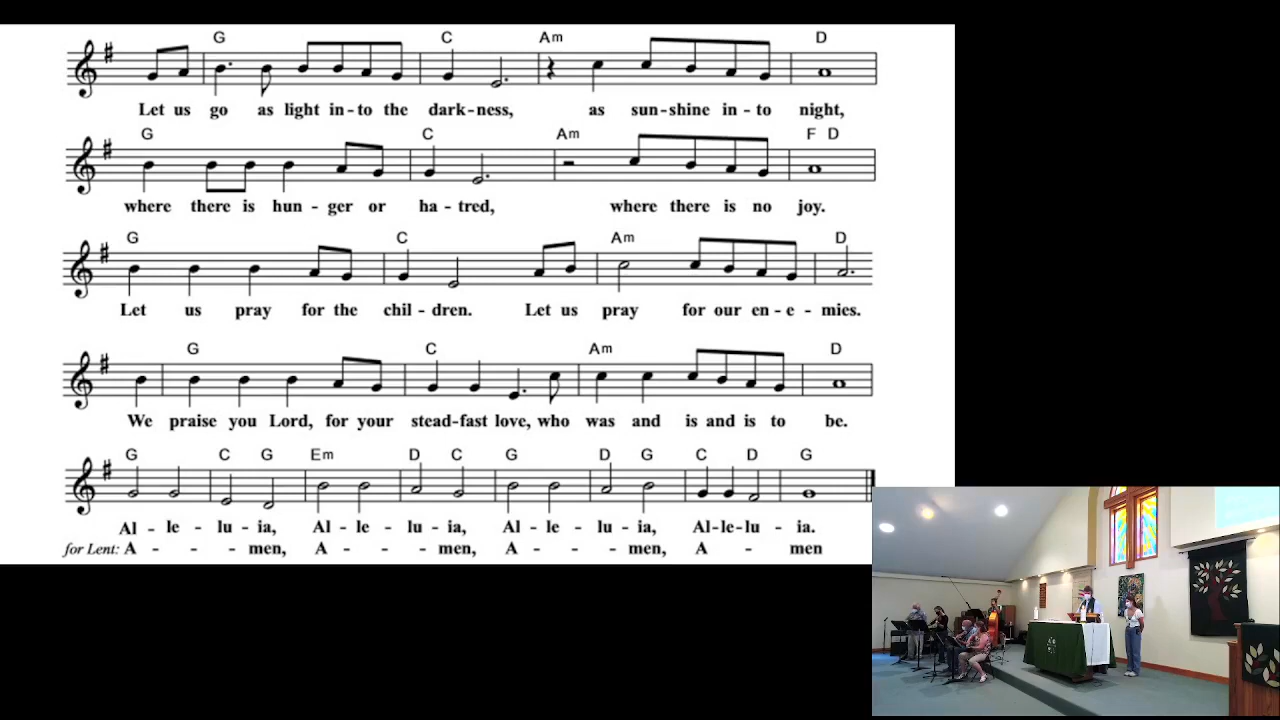 G C Am D
Let us go as light in-to the dark-ness, as sun-shine in - to night,
G C Am F D
where there is hun - ger or ha - tred, where there is no joy.
G C Am D
Let us pray for the chil - dren. Let us pray for our en - e - mies.
G C Am D
We praise you Lord, for your stead-fast love, who was and is and is to be.
G C G Em D C G D G C D G
Al - le - lu - ia, Al - le - lu - ia, Al - le - lu - ia, Al-le-lu - ia.
for Lent: A - - - men, A - - - men, A - - - men, A - men